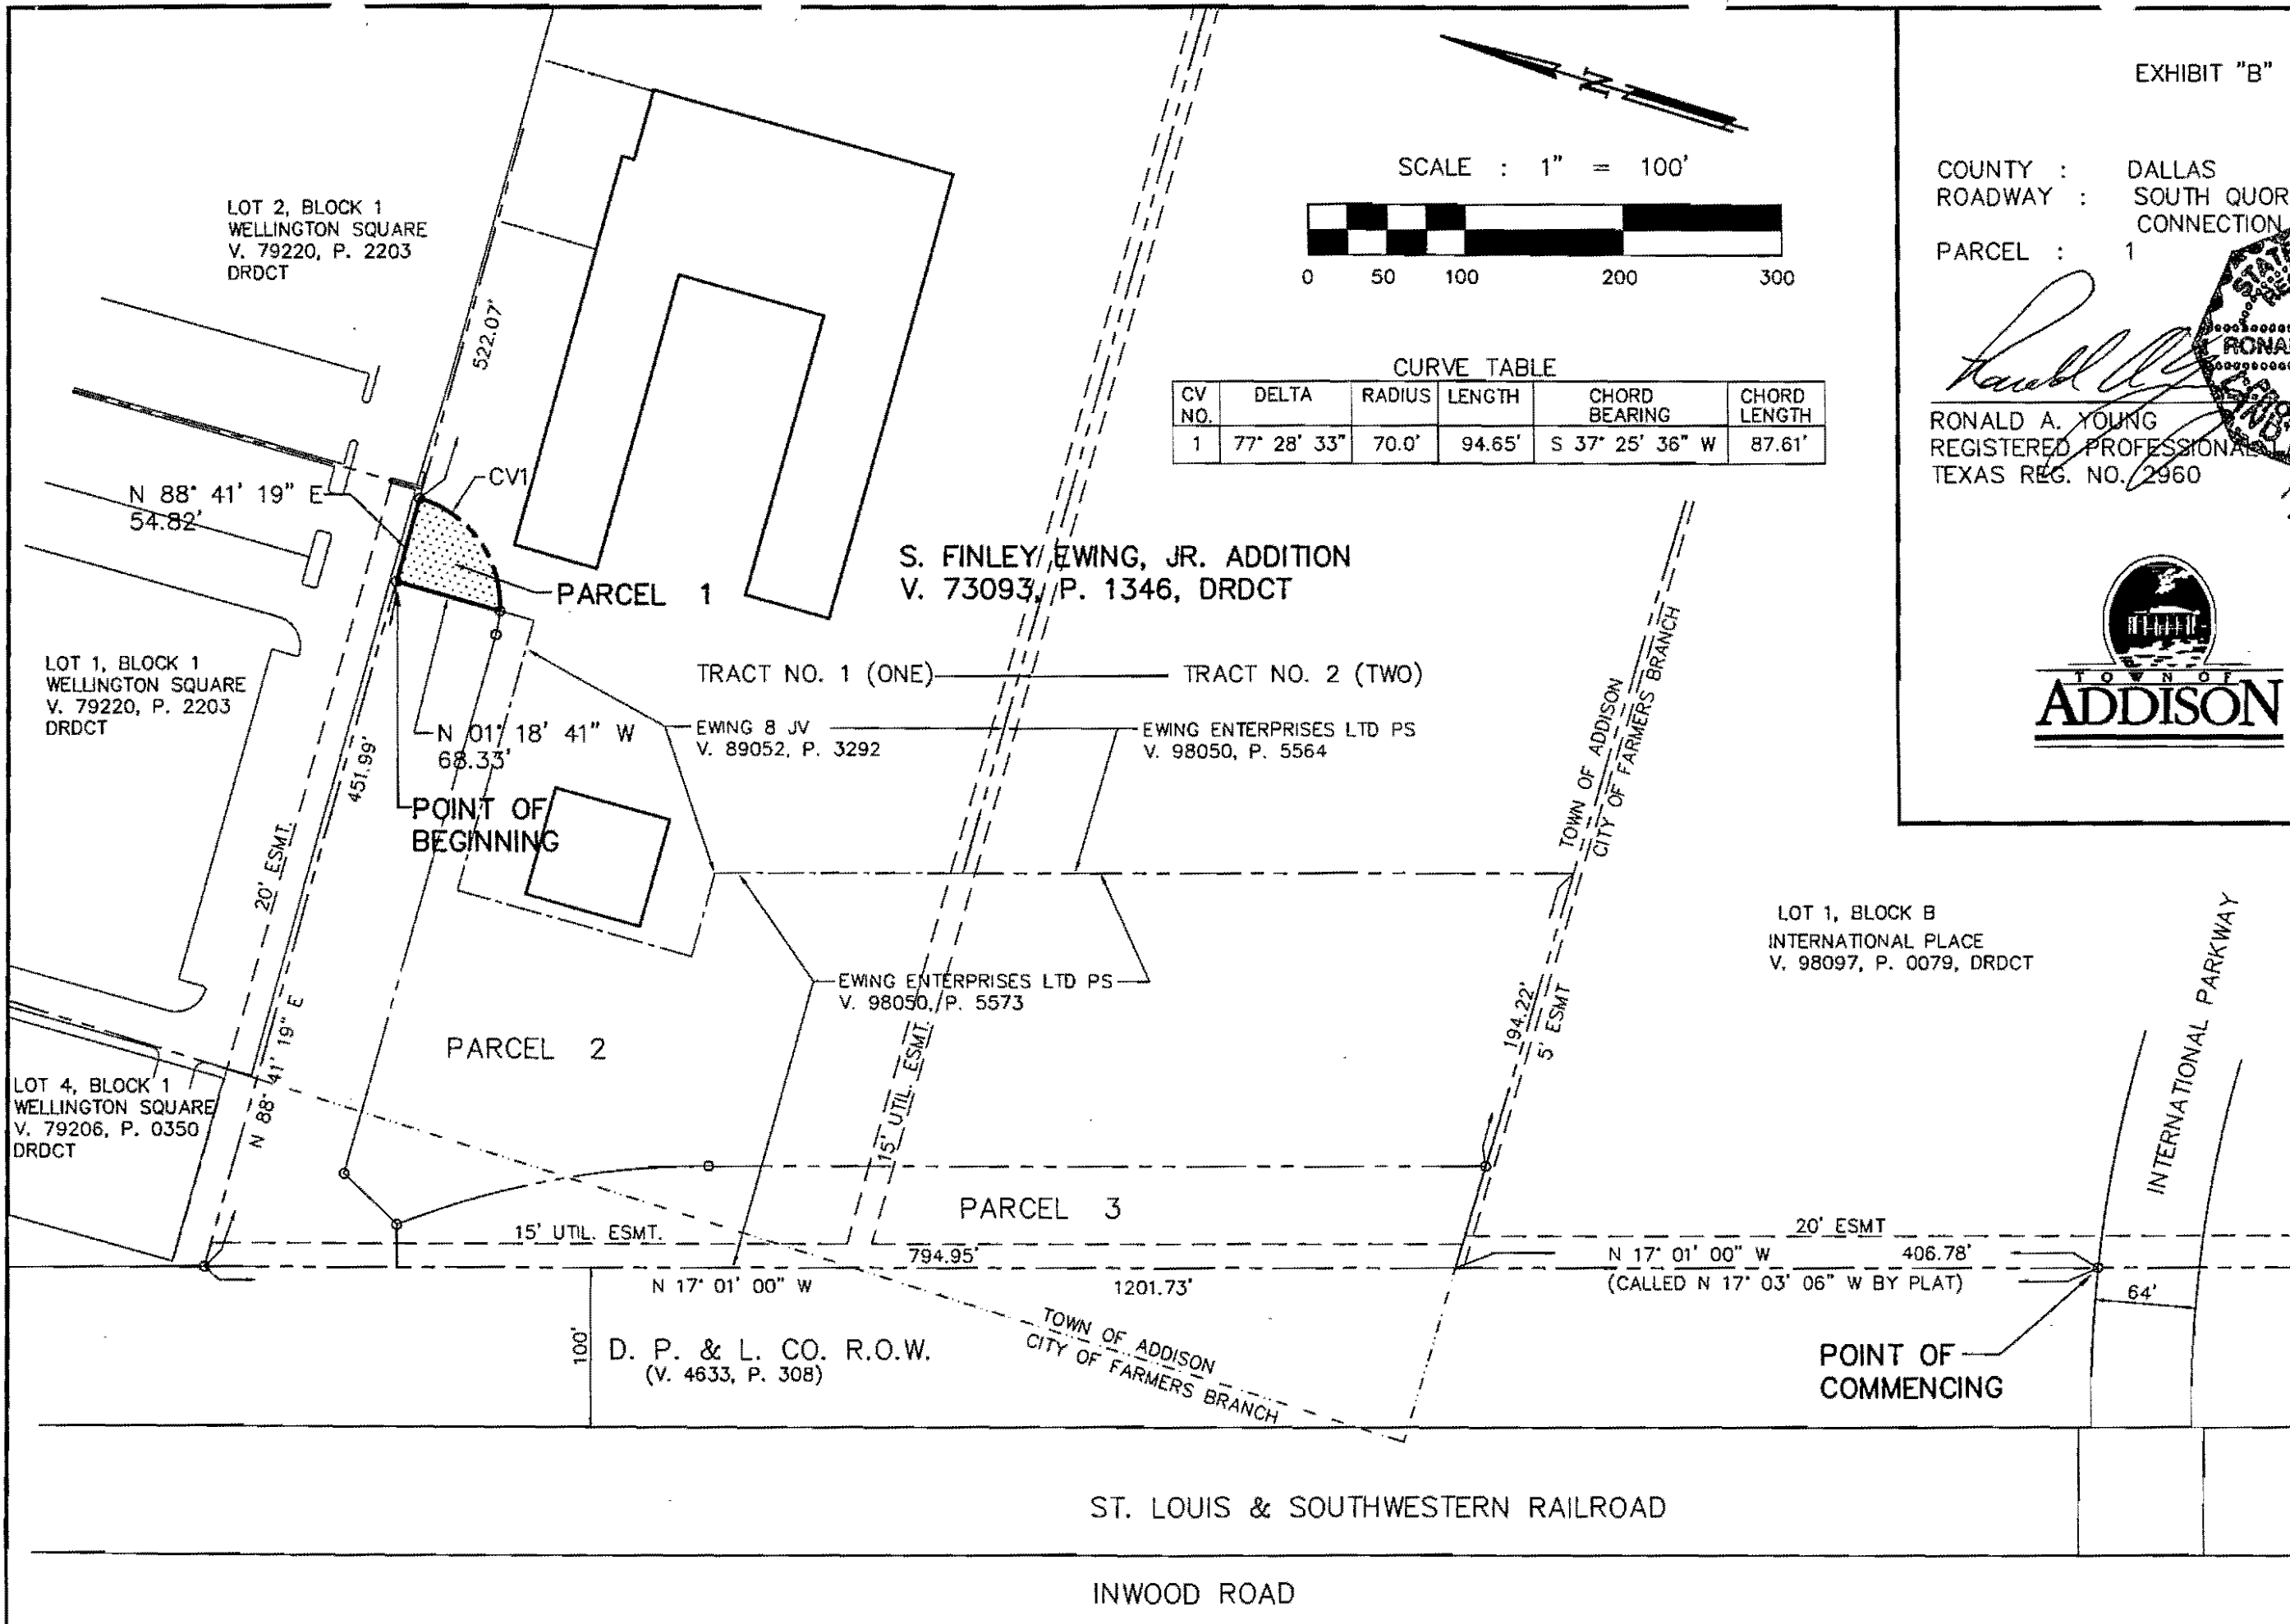 EXHIBIT "B"
COUNTY : DALLAS
ROADWAY : SOUTH QUOR
CONNECTION
PARCEL : 1
STATE
RONA
RONALD A. YOUNG
REGISTERED PROFESSIONAL
TEXAS REG. NO. 2960
TOWN OF
ADDISON
N
SCALE : 1" = 100'
0 50 100 200 300
CURVE TABLE
CV NO. DELTA RADIUS LENGTH CHORD BEARING CHORD LENGTH
1 77° 28' 33" 70.0' 94.65' S 37° 25' 36" W 87.61'
LOT 2, BLOCK 1
WELLINGTON SQUARE
V. 79220, P. 2203
DRDCT
522.07'
CV1
N 88° 41' 19" E
54.82'
PARCEL 1
S. FINLEY EWING, JR. ADDITION
V. 73093, P. 1346, DRDCT
LOT 1, BLOCK 1
WELLINGTON SQUARE
V. 79220, P. 2203
DRDCT
TRACT NO. 1 (ONE) TRACT NO. 2 (TWO)
N 01° 18' 41" W
68.33'
EWING 8 JV
V. 89052, P. 3292
EWING ENTERPRISES LTD PS
V. 98050, P. 5564
TOWN OF ADDISON
CITY OF FARMERS BRANCH
451.99'
POINT OF
BEGINNING
20' ESMT.
LOT 1, BLOCK B
INTERNATIONAL PLACE
V. 98097, P. 0079, DRDCT
INTERNATIONAL PARKWAY
EWING ENTERPRISES LTD PS
V. 98050, P. 5573
194.22'
5' ESMT
PARCEL 2
N 88° 41' 19" E
15' UTIL. ESMT.
LOT 4, BLOCK 1
WELLINGTON SQUARE
V. 79206, P. 0350
DRDCT
PARCEL 3
15' UTIL. ESMT.
794.95'
20' ESMT
N 17° 01' 00" W 406.78'
(CALLED N 17° 03' 06" W BY PLAT)
N 17° 01' 00" W
1201.73'
64'
100'
D. P. & L. CO. R.O.W.
(V. 4633, P. 308)
TOWN OF ADDISON
CITY OF FARMERS BRANCH
POINT OF
COMMENCING
ST. LOUIS & SOUTHWESTERN RAILROAD
INWOOD ROAD